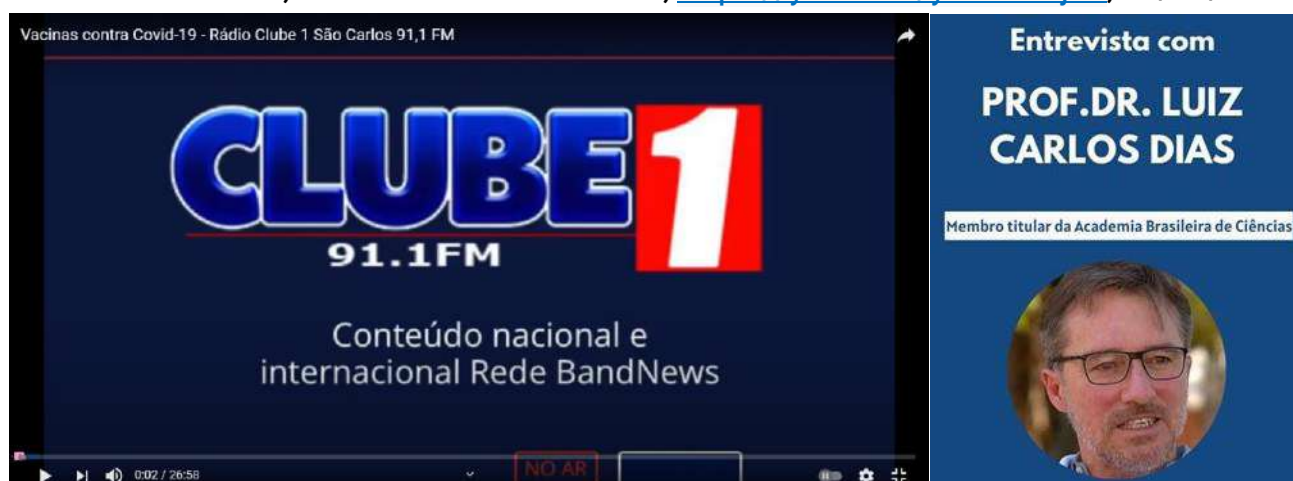 Vacinas contra Covid-19 - Rádio Clube 1 São Carlos 91,1 FM
CLUBE1
91.1FM
Conteúdo nacional e
internacional Rede BandNews
NO AR
0:02 / 26:58
Entrevista com
PROF.DR. LUIZ
CARLOS DIAS
Membro titular da Academia Brasileira de Ciências